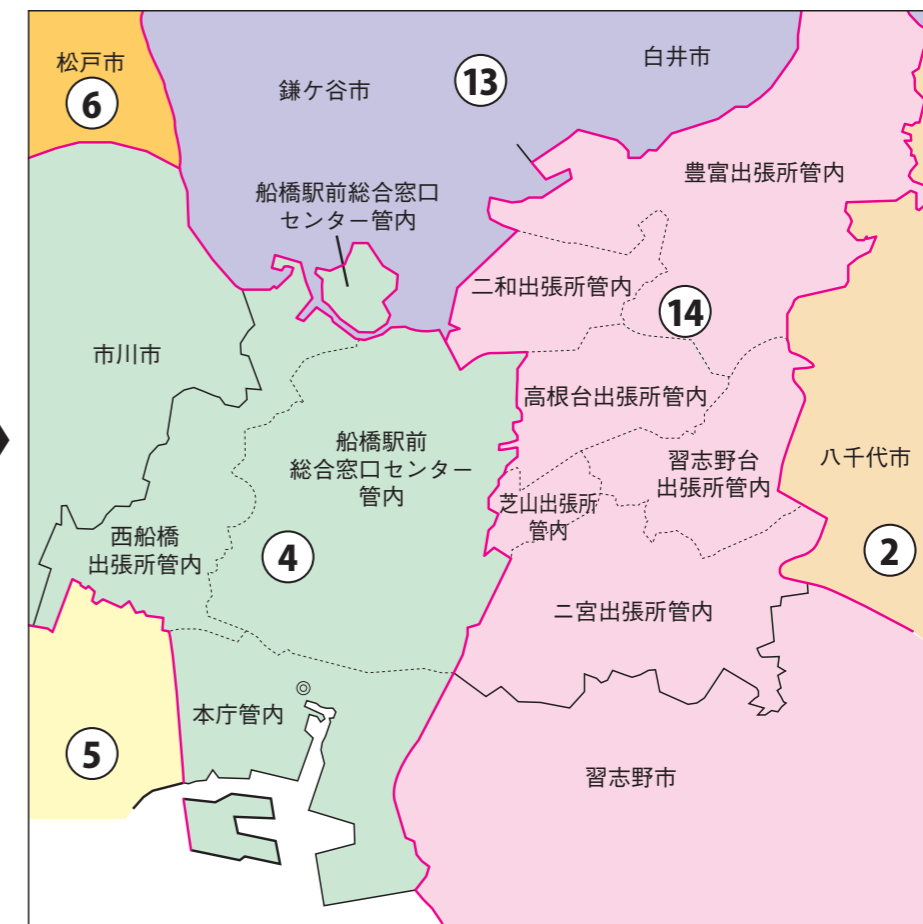 松戸市
6
鎌ケ谷市
13
白井市
豊富出張所管内
船橋駅前総合窓口
センター管内
二和出張所管内
14
市川市
高根台出張所管内
船橋駅前
総合窓口センター
管内
習志野台
出張所管内
八千代市
芝山出張所
管内
西船橋
出張所管内
4
2
二宮出張所管内
本庁管内
5
習志野市